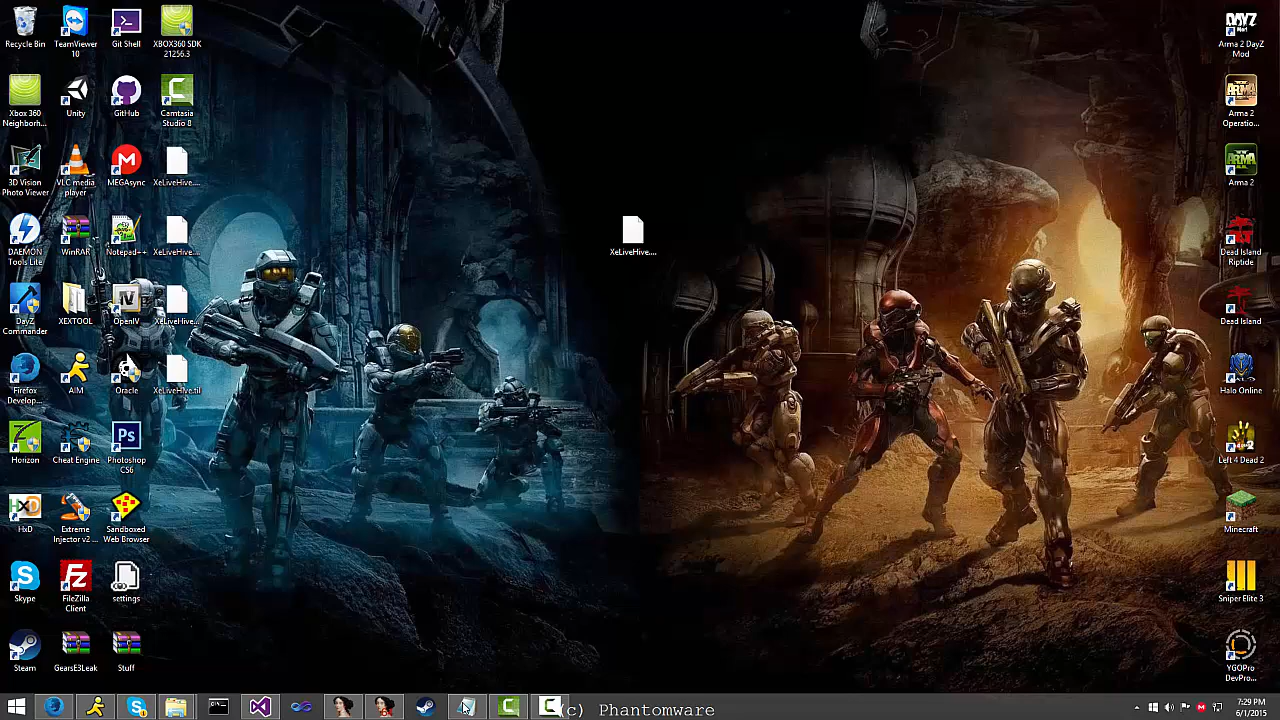 Recycle Bin
TeamViewer
10
Git Shell
XBOX360 SDK
21256.3
Xbox 360
Neighborh...
Unity
GitHub
Camtasia
Studio 8
3D Vision
Photo Viewer
VLC media
player
MEGAsync
XeLiveHive....
DAEMON
Tools Lite
WinRAR
Notepad++
XeLiveHive....
DayZ
Commander
XEXTOOL
OpenIV
XeLiveHive....
Firefox
Develop...
AIM
Oracle
XeLiveHive.til
Horizon
Cheat Engine
Photoshop
CS6
HxD
Extreme
Injector v2 ...
Sandboxed
Web Browser
Skype
FileZilla
Client
settings
Steam
GearsE3Leak
Stuff
XeLiveHive....
DAYZ
Arma 2 DayZ
Mod
ARMA
Arma 2
Operatio...
ARMA
Arma 2
Dead Island
Riptide
Dead Island
Halo Online
Left 4 Dead 2
Minecraft
Sniper Elite 3
YGOPro
DevPro...
(c) Phantomware
7:29 PM
6/1/2015